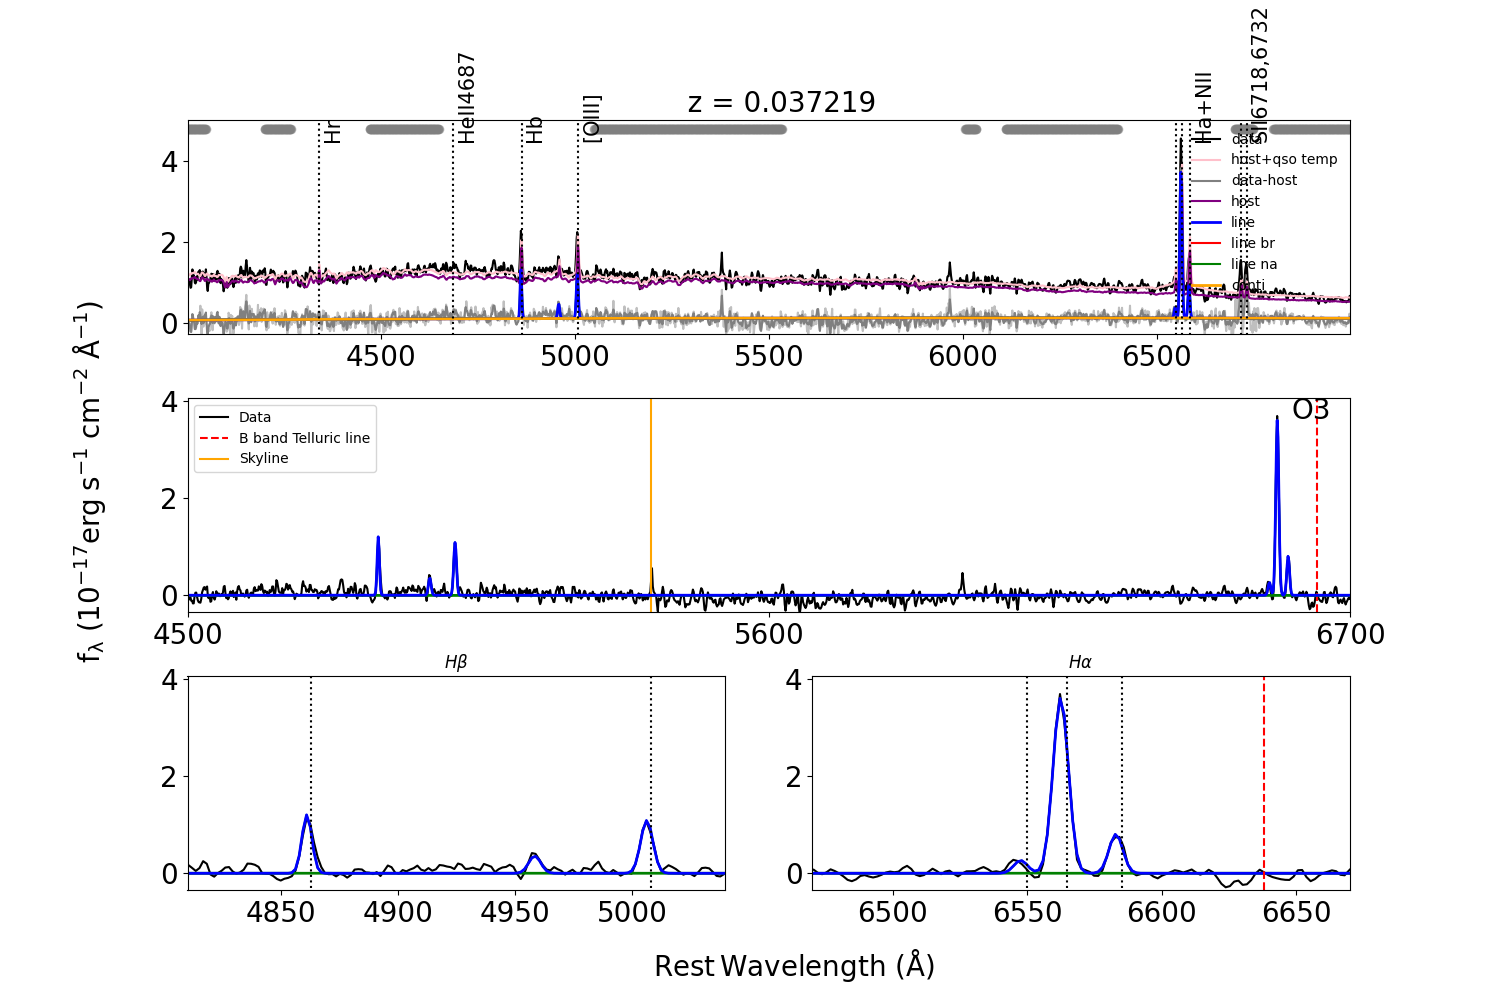 z = 0.037219
Hr
HeII4687
Hb
[OIII]
Ha+NII
SII6718,6732
4
2
0
data
host+qso temp
data-host
host
line
line br
line na
conti
4500 5000 5500 6000 6500
fλ (10⁻¹⁷erg s⁻¹ cm⁻² Å⁻¹)
4
2
0
Data
B band Telluric line
Skyline
O3
4500 5600 6700
Hβ
4
2
0
4850 4900 4950 5000
Hα
4
2
0
6500 6550 6600 6650
Rest Wavelength (Å)